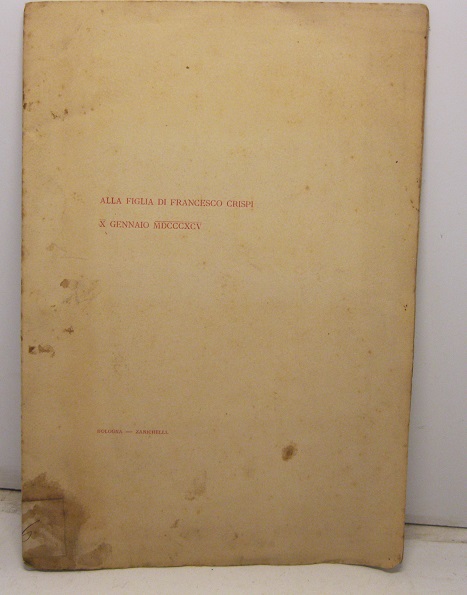 ALLA FIGLIA DI FRANCESCO CRISPI
X GENNAIO MDCCCXCV
BOLOGNA — ZANICHELLI.